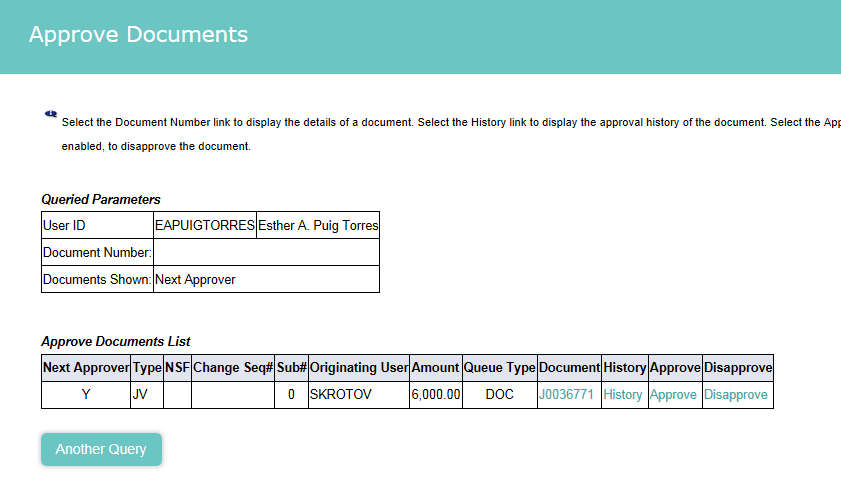 Approve Documents
Select the Document Number link to display the details of a document. Select the History link to display the approval history of the document. Select the App
enabled, to disapprove the document.
Queried Parameters
User ID EAPUIGTORRES Esther A. Puig Torres
Document Number:
Documents Shown: Next Approver
Approve Documents List
Next Approver Type NSF Change Seq# Sub# Originating User Amount Queue Type Document History Approve Disapprove
Y JV 0 SKROTOV 6,000.00 DOC J0036771 History Approve Disapprove
Another Query